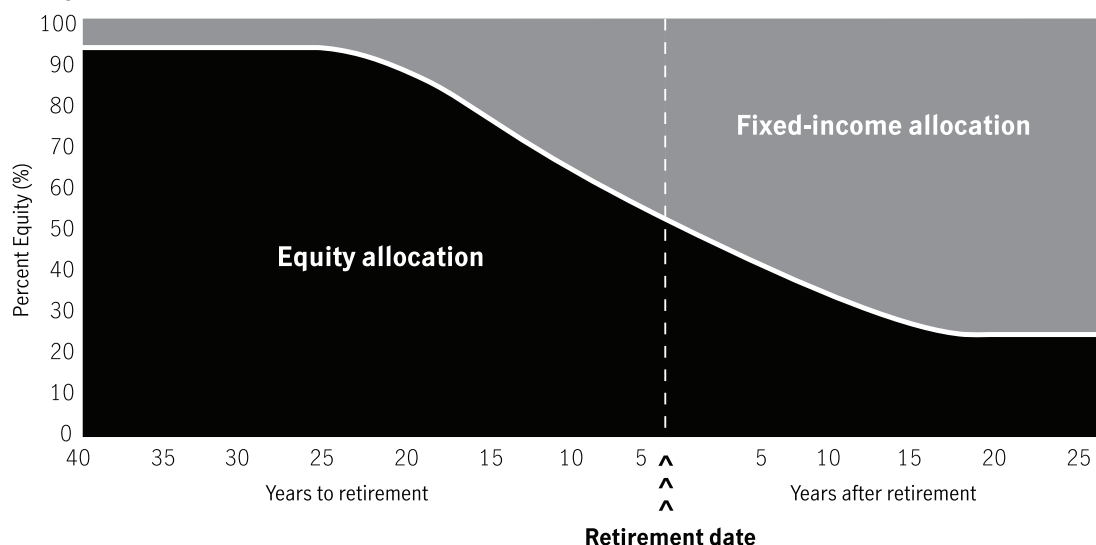 100
90
80
70
60
50
40
30
20
10
0
Percent Equity (%)
Fixed-income allocation
Equity allocation
40 35 30 25 20 15 10 5 ^ 5 10 15 20 25
^
^
Years to retirement
Years after retirement
Retirement date